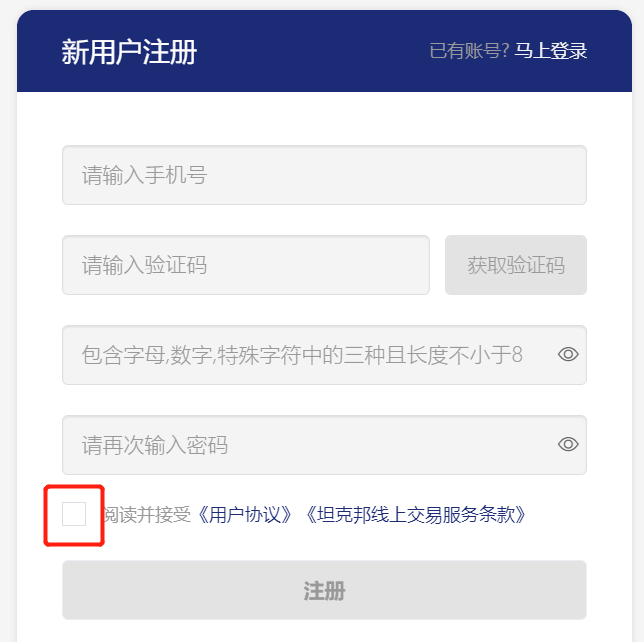 新用户注册 已有账号? 马上登录
请输入手机号
请输入验证码 获取验证码
包含字母,数字,特殊字符中的三种且长度不小于8
请再次输入密码
阅读并接受《用户协议》《坦克邦线上交易服务条款》
注册